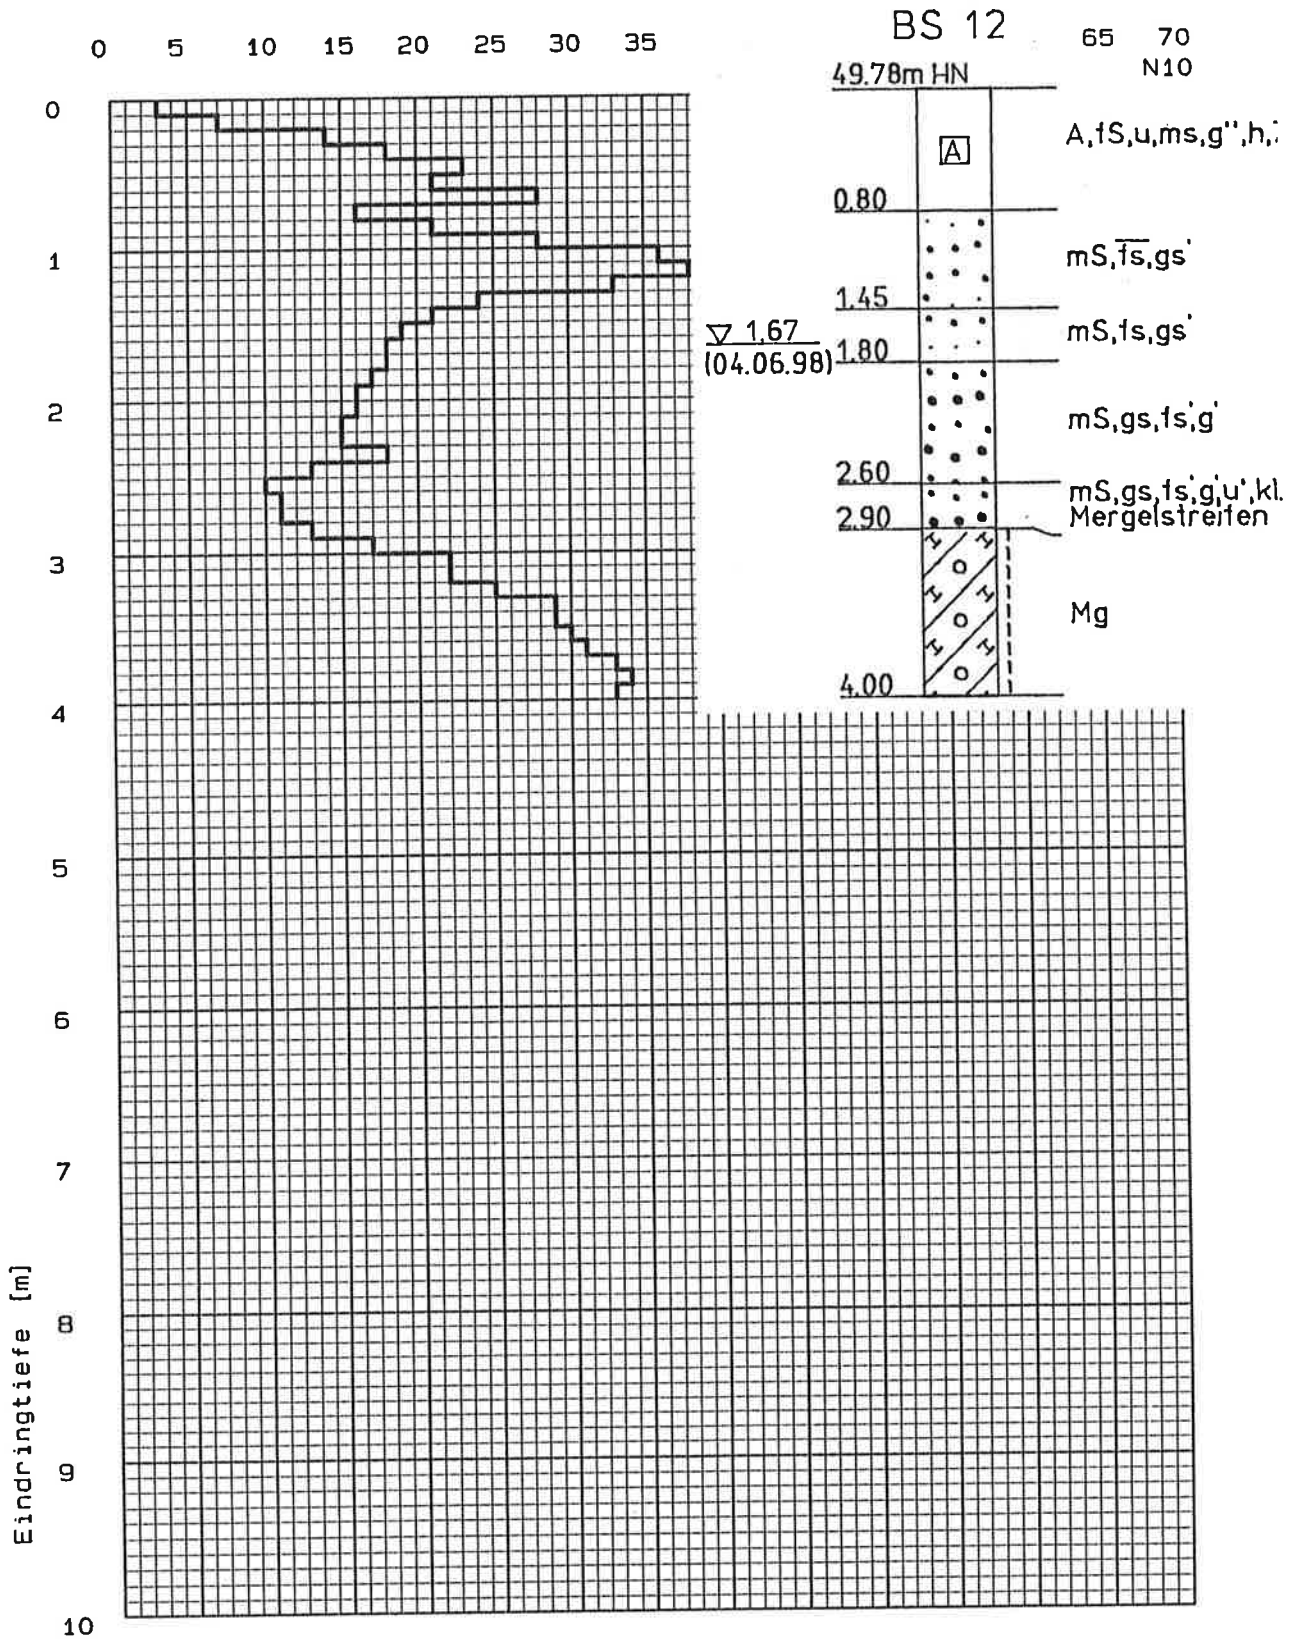 BS 12
0 5 10 15 20 25 30 35 65 70
N10
49.78m HN
0
A
A,fS,u,ms,g'',h,
0.80
1
mS,f̅s̅,gs'
1.45
▽ 1,67
mS,fs,gs'
(04.06.98)
1.80
2
mS,gs,fs',g'
2.60
mS,gs,fs',g',u',kl.
Mergelstreifen
2.90
3
Mg
4.00
4
5
6
7
8
9
10
Eindringtiefe [m]